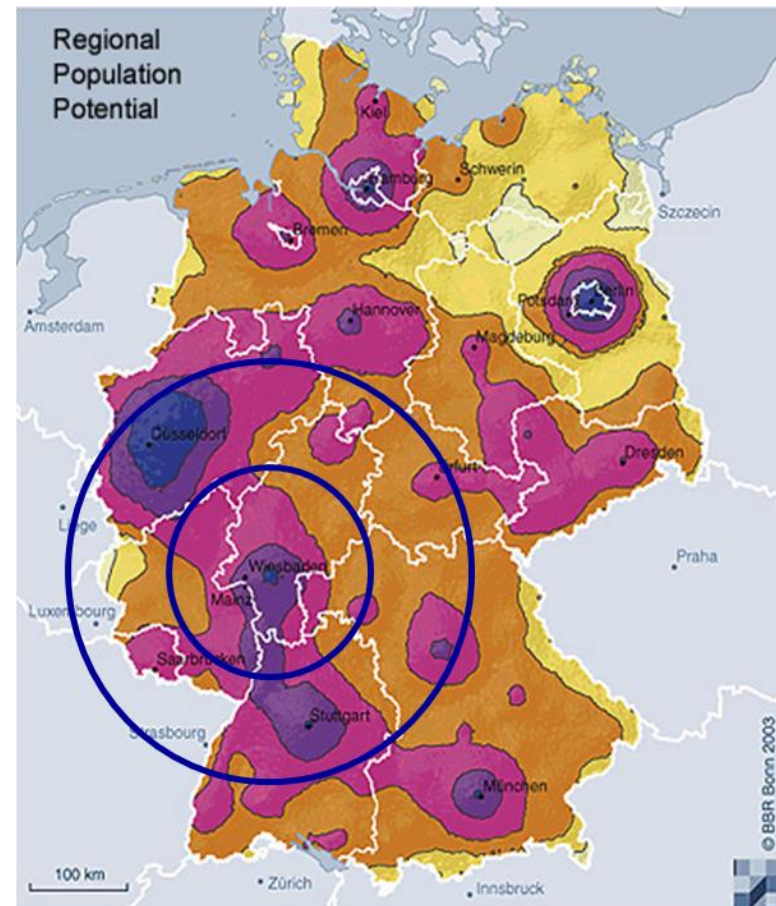 Regional
Population
Potential
Kiel
Hamburg
Schwerin
Szczecin
Bremen
Amsterdam
Hannover
Potsdam
Berlin
Magdeburg
Düsseldorf
Dresden
Erfurt
Liege
Praha
Wiesbaden
Mainz
Luxembourg
Saarbrücken
Strasbourg
Stuttgart
München
100 km
Zürich
Innsbruck
© BBR Bonn 2003